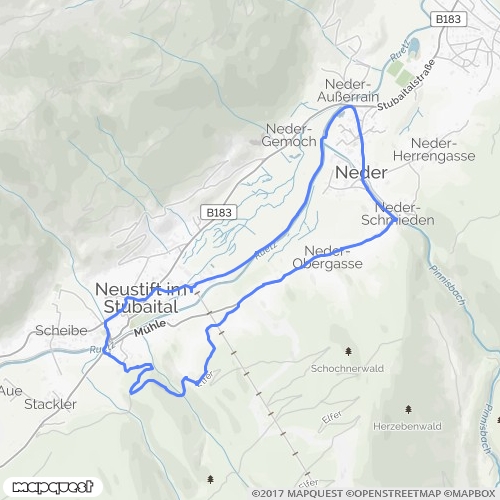 B183
Ruetz
Neder-
Außerrain
Stubaitalstraße
Neder-
Gemoch
Neder-
Herrengasse
Neder
Neder-
Schmieden
B183
Ruetz
Neder-
Obergasse
Pinnisbach
Neustift im
Stubaital
Mühle
Scheibe
Ruetz
Schochnerwald
Elfer
Aue
Stackler
Elfer
Herzebenwald
Pinnisbach
Elfer
mapquest
©2017 MAPQUEST ©OPENSTREETMAP ©MAPBOX